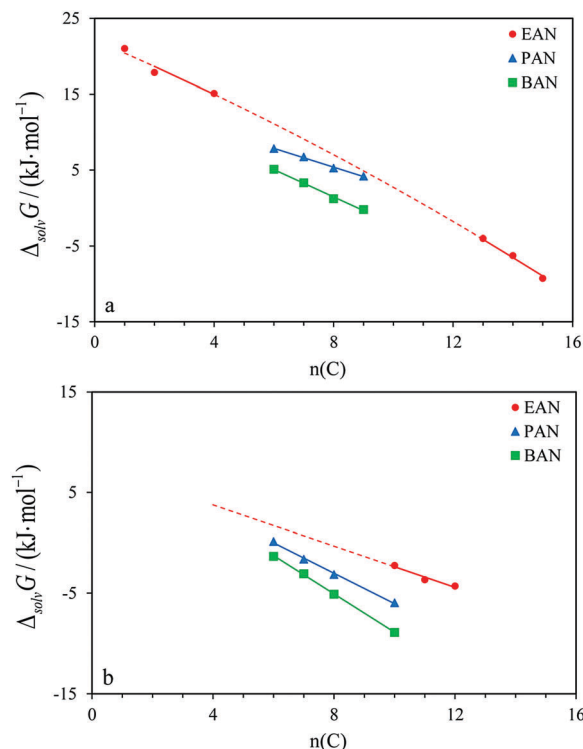 25
15
5
-5
-15
Δsolv G / (kJ·mol⁻¹)
EAN
PAN
BAN
a
0
4
8
12
16
n(C)
15
5
-5
-15
Δsolv G / (kJ·mol⁻¹)
EAN
PAN
BAN
b
0
4
8
12
16
n(C)